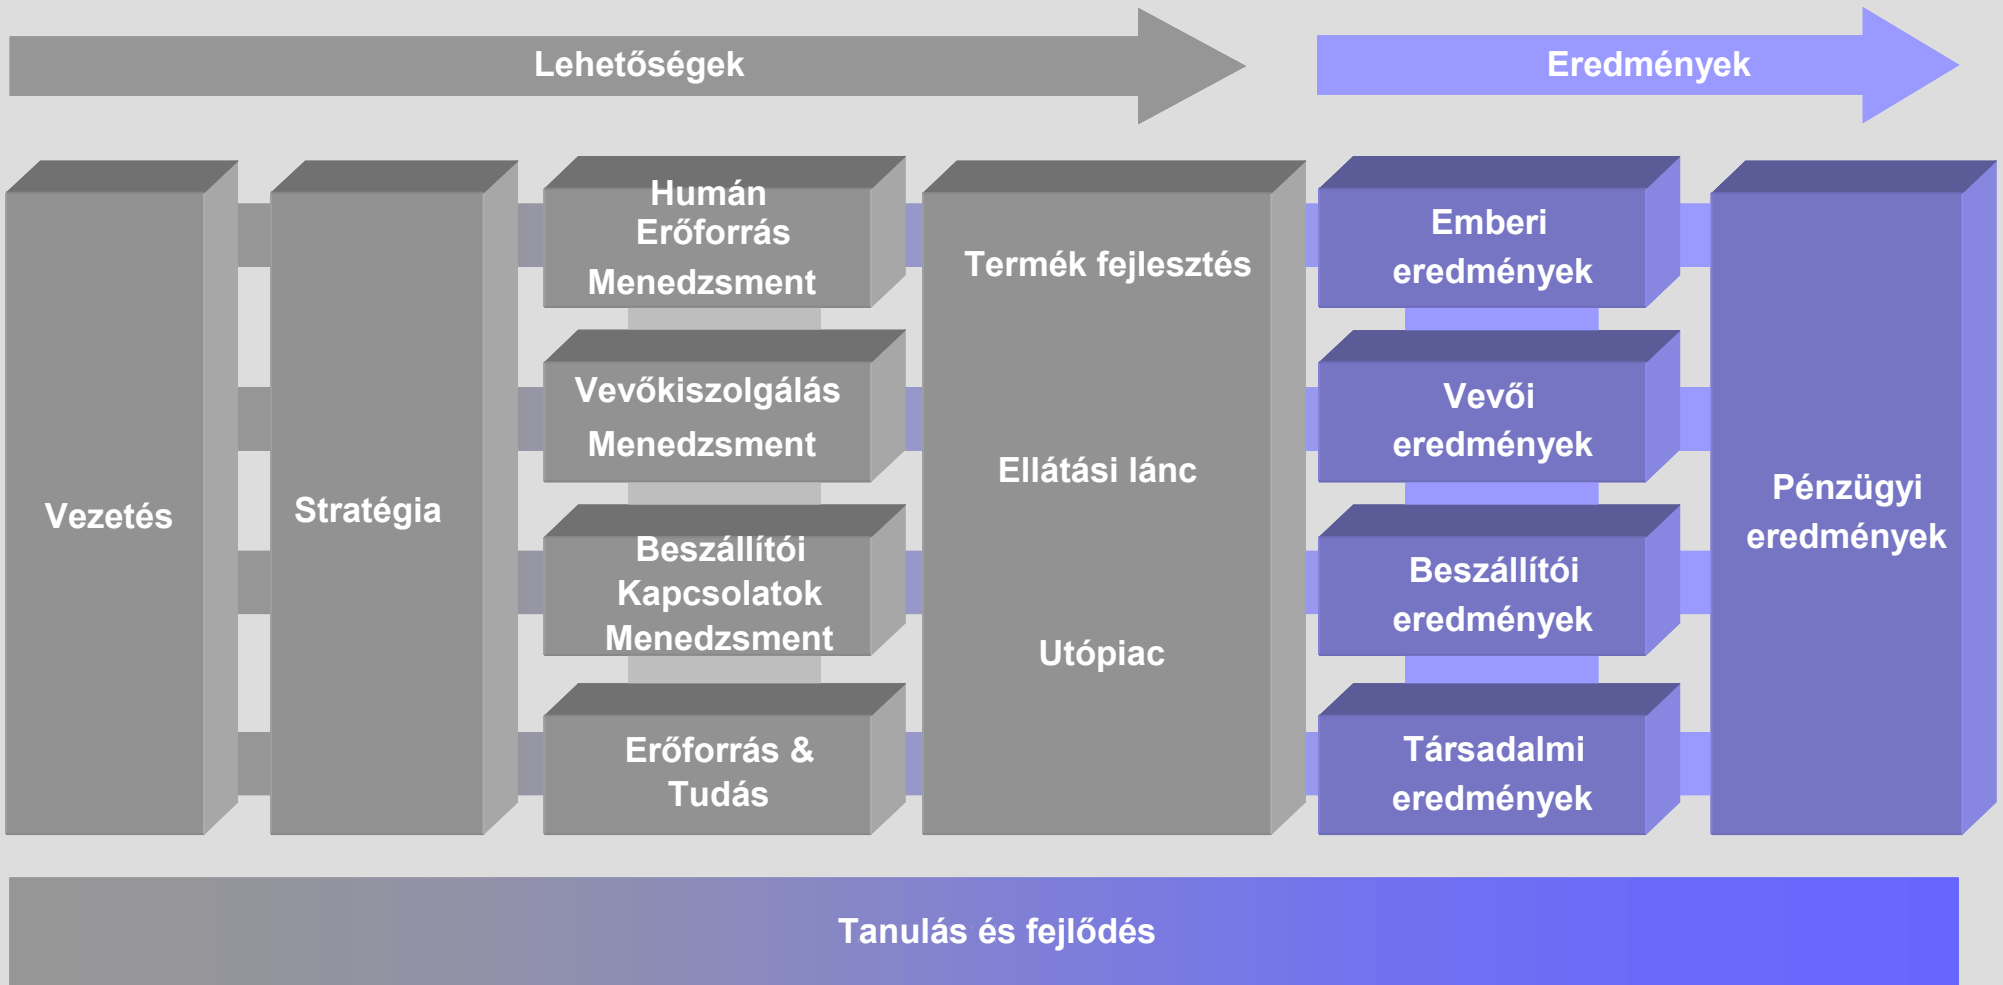 Lehetőségek
Eredmények
Vezetés
Stratégia
Humán
Erőforrás
Menedzsment
Vevőkiszolgálás
Menedzsment
Beszállítói
Kapcsolatok
Menedzsment
Erőforrás &
Tudás
Termék fejlesztés
Ellátási lánc
Utópiac
Emberi
eredmények
Vevői
eredmények
Beszállítói
eredmények
Társadalmi
eredmények
Pénzügyi
eredmények
Tanulás és fejlődés